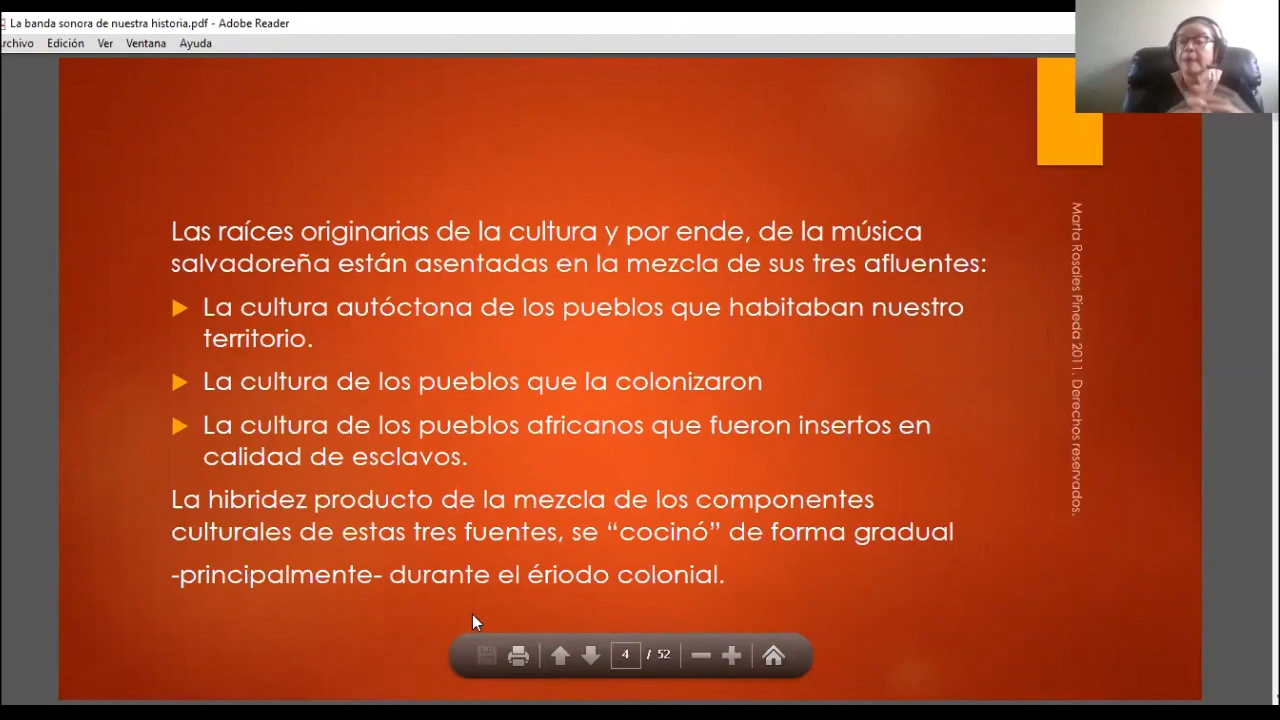 La banda sonora de nuestra historia.pdf - Adobe Reader
rchivo Edición Ver Ventana Ayuda
Las raíces originarias de la cultura y por ende, de la música
salvadoreña están asentadas en la mezcla de sus tres afluentes:
La cultura autóctona de los pueblos que habitaban nuestro
territorio.
La cultura de los pueblos que la colonizaron
La cultura de los pueblos africanos que fueron insertos en
calidad de esclavos.
La hibridez producto de la mezcla de los componentes
culturales de estas tres fuentes, se “cocinó” de forma gradual
-principalmente- durante el ériodo colonial.
Marta Rosales Pineda 2011. Derechos reservados.
4 / 52